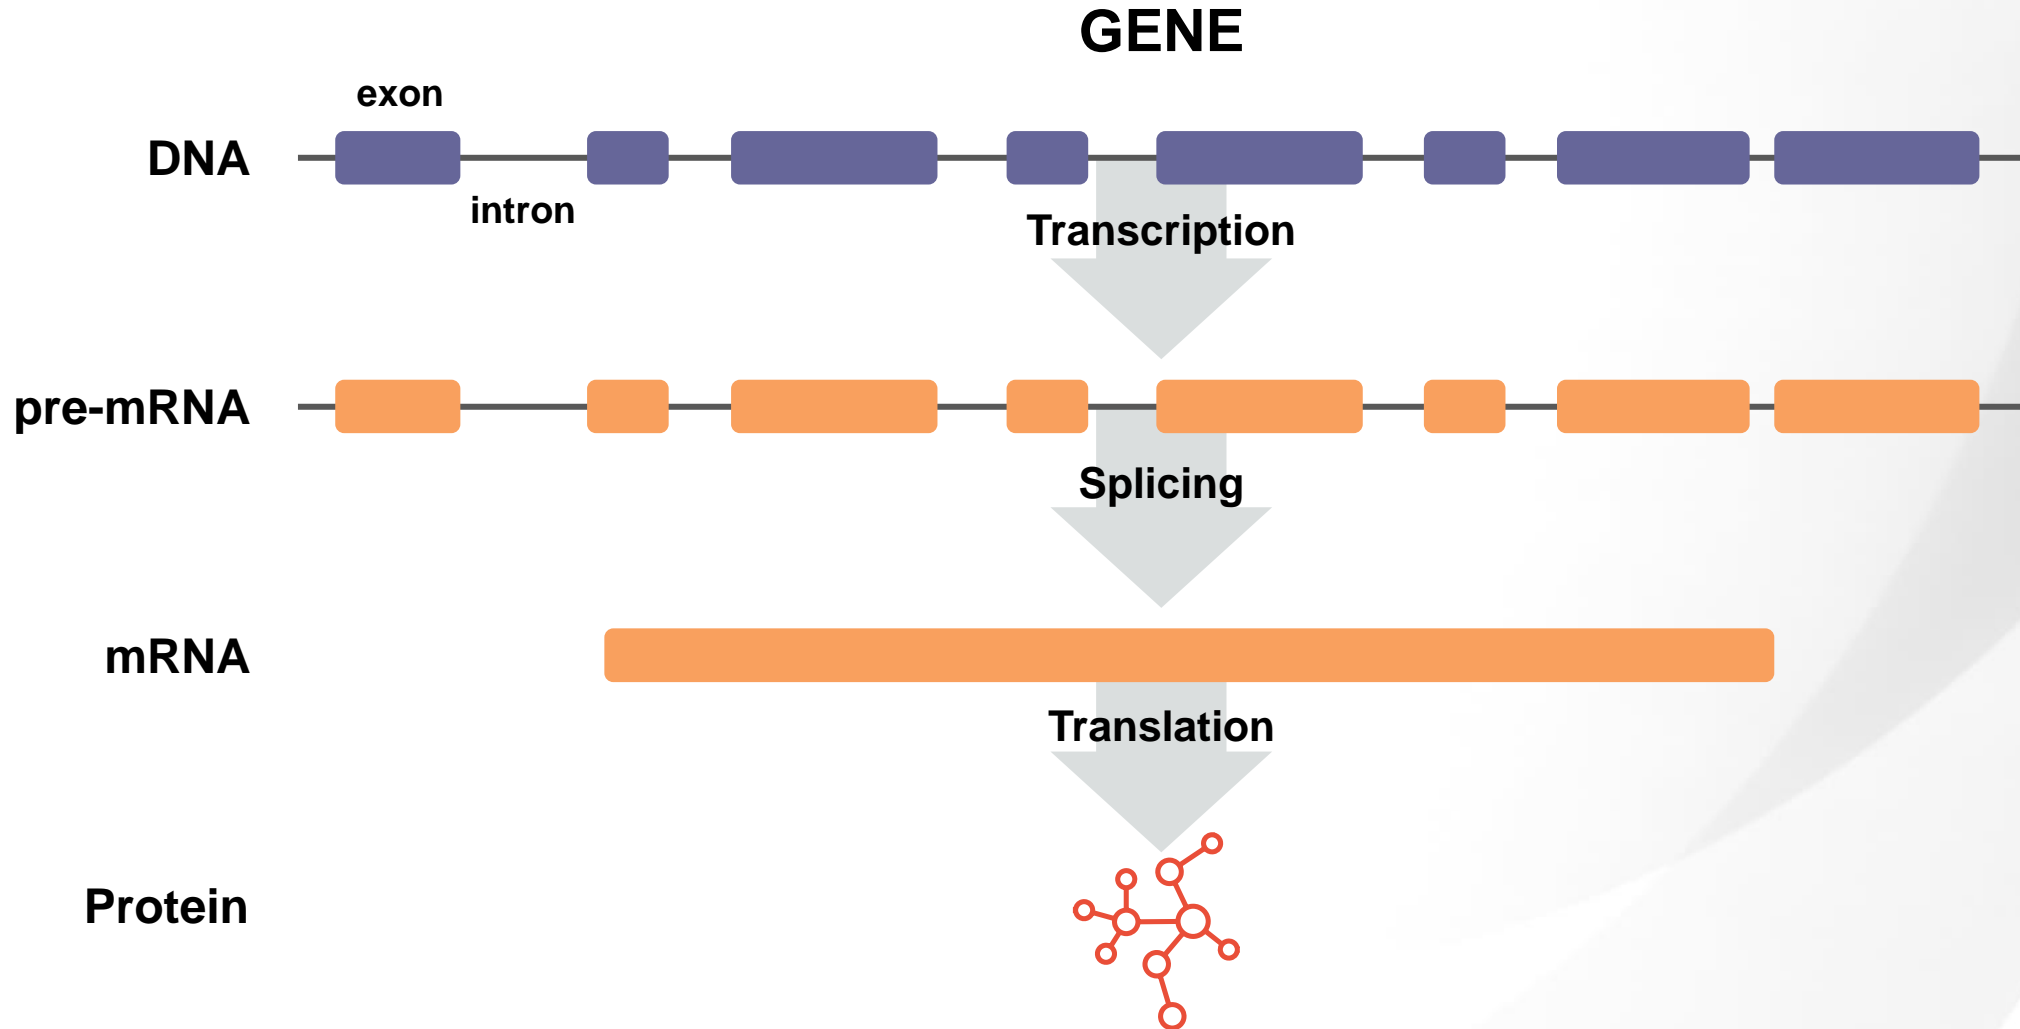 GENE
exon
DNA
intron
Transcription
pre-mRNA
Splicing
mRNA
Translation
Protein